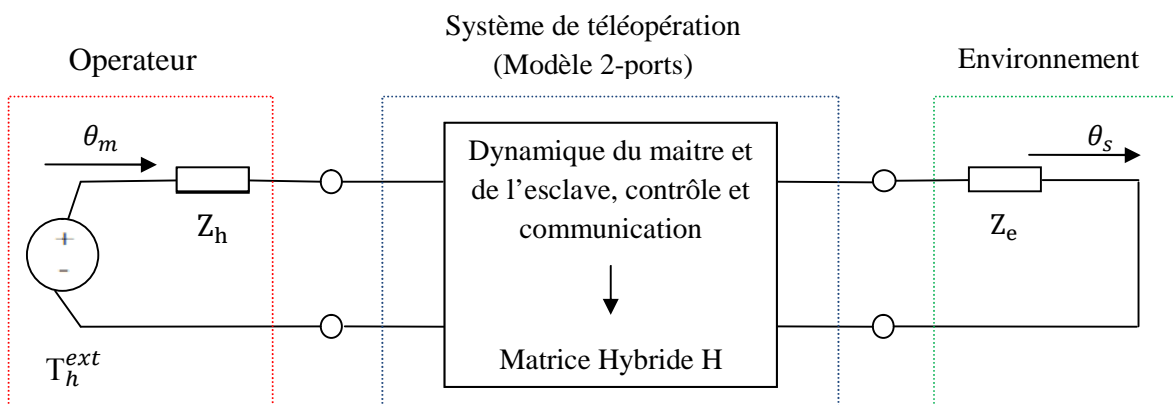 Système de téléopération
(Modèle 2-ports)
Operateur
Environnement
θ_m
θ_s
Dynamique du maitre et
de l’esclave, contrôle et
communication
Z_h
Z_e
+
-
T_h^{ext}
Matrice Hybride H